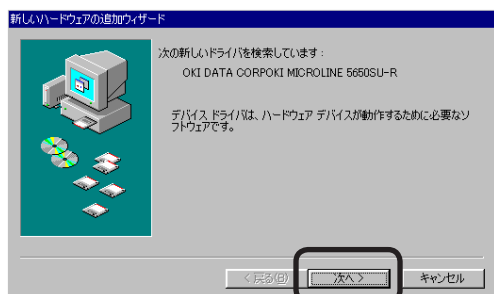 新しいハードウェアの追加ウィザード
次の新しいドライバを検索しています :
OKI DATA CORPOKI MICROLINE 5650SU-R
デバイス ドライバは、ハードウェア デバイスが動作するために必要なソ
フトウェアです。
< 戻る(B)
次へ >
キャンセル